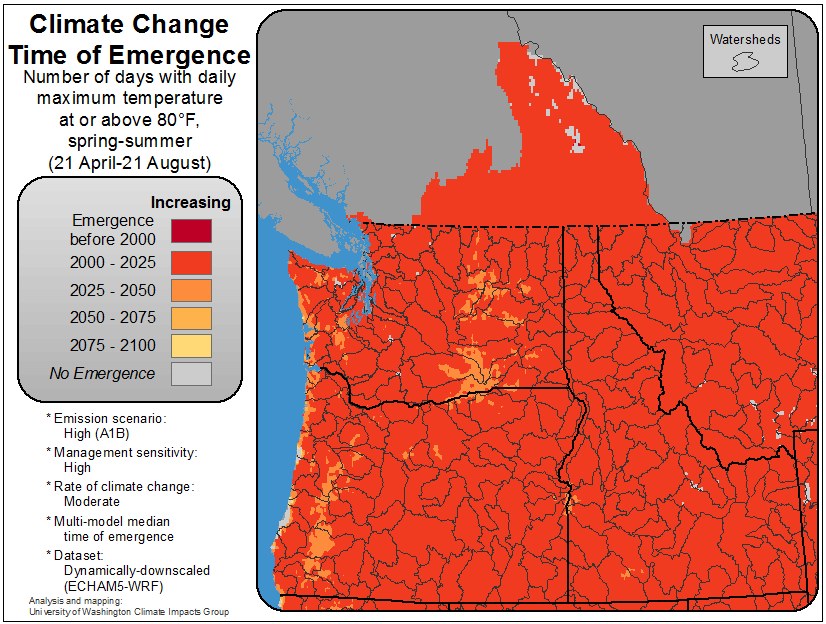 Climate Change
Time of Emergence
Number of days with daily
maximum temperature
at or above 80°F,
spring-summer
(21 April-21 August)
Increasing
Emergence
before 2000
2000 - 2025
2025 - 2050
2050 - 2075
2075 - 2100
No Emergence
* Emission scenario:
High (A1B)
* Management sensitivity:
High
* Rate of climate change:
Moderate
* Multi-model median
time of emergence
* Dataset:
Dynamically-downscaled
(ECHAM5-WRF)
Analysis and mapping:
University of Washington Climate Impacts Group
Watersheds